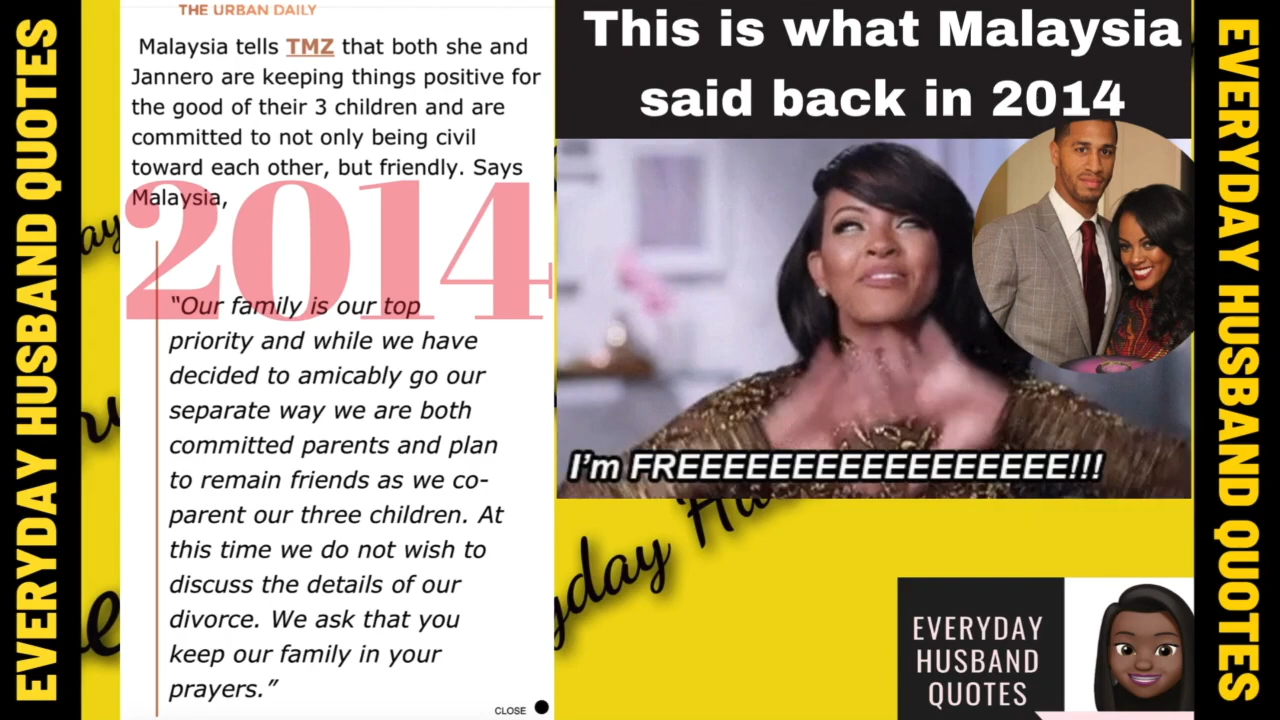 EVERYDAY HUSBAND QUOTES
THE URBAN DAILY
Malaysia tells TMZ that both she and
Jannero are keeping things positive for
the good of their 3 children and are
committed to not only being civil
toward each other, but friendly. Says
Malaysia,
2014
“Our family is our top
priority and while we have
decided to amicably go our
separate way we are both
committed parents and plan
to remain friends as we co-
parent our three children. At
this time we do not wish to
discuss the details of our
divorce. We ask that you
keep our family in your
prayers.”
CLOSE
This is what Malaysia
said back in 2014
I’m FREEEEEEEEEEEEEEEEE!!!
EVERYDAY
HUSBAND
QUOTES
EVERYDAY HUSBAND QUOTES